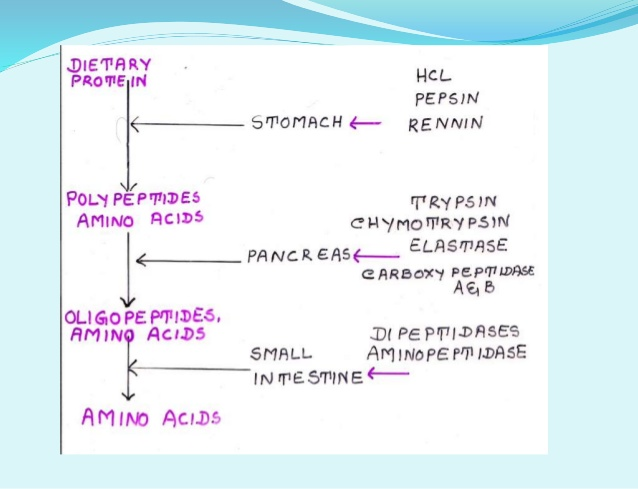 DIETARY
PROTEIN
HCL
PEPSIN
STOMACH
RENNIN
POLYPEPTIDES
AMINO ACIDS
TRYPSIN
CHYMOTRYPSIN
PANCREAS
ELASTASE
CARBOXY PEPTIDASE
A&B
OLIGOPEPTIDES,
AMINO ACIDS
SMALL
INTESTINE
DIPEPTIDASES
AMINOPEPTIDASE
AMINO ACIDS